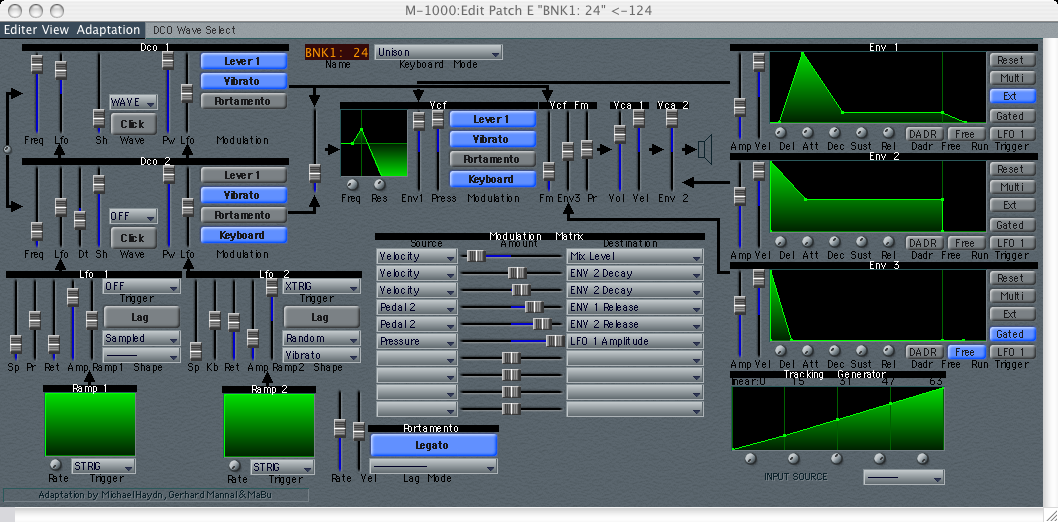 M-1000:Edit Patch E "BNK1: 24" <-124
Editer View Adaptation DCO Wave Select
Dco 1
Lever 1
Vibrato
Portamento
WAVE
Click
Freq Lfo Sh Wave Pw Lfo Modulation
BNK1: 24 Unison
Name Keyboard Mode
Dco 2
Lever 1
Vibrato
Portamento
Keyboard
OFF
Click
Freq Lfo Dt Sh Wave Pw Lfo Modulation
Vcf
Lever 1
Vibrato
Portamento
Keyboard
Freq Res Env1 Press Modulation
Vcf Fm
Fm Env3 Pr
Vca 1
Vol Vel
Vca 2
Env 2
Env 1
Reset
Multi
Ext
Gated
DADR Free LFO 1
Amp Vel Del Att Dec Sust Rel Dadr Free Run Trigger
Env 2
Reset
Multi
Ext
Gated
DADR Free LFO 1
Amp Vel Del Att Dec Sust Rel Dadr Free Run Trigger
Env 3
Reset
Multi
Ext
Gated
DADR Free LFO 1
Amp Vel Del Att Dec Sust Rel Dadr Free Run Trigger
Lfo 1
OFF
Trigger
Lag
Sampled
Sp Pr Ret Amp Ramp1 Shape
Lfo 2
XTRIG
Trigger
Lag
Random
Vibrato
Sp Kb Ret Amp Ramp2 Shape
Modulation Matrix
Source Amount Destination
Velocity Mix Level
Velocity ENV 2 Decay
Velocity ENV 2 Decay
Pedal 2 ENV 1 Release
Pedal 2 ENV 2 Release
Pressure LFO 1 Amplitude
Ramp 1
STRIG
Rate Trigger
Ramp 2
STRIG
Rate Trigger
Portamento
Legato
Rate Vel Lag Mode
Tracking Generator
near:0 15 31 47 63
INPUT SOURCE
Adaptation by Michael Haydn, Gerhard Mannal & MaBu